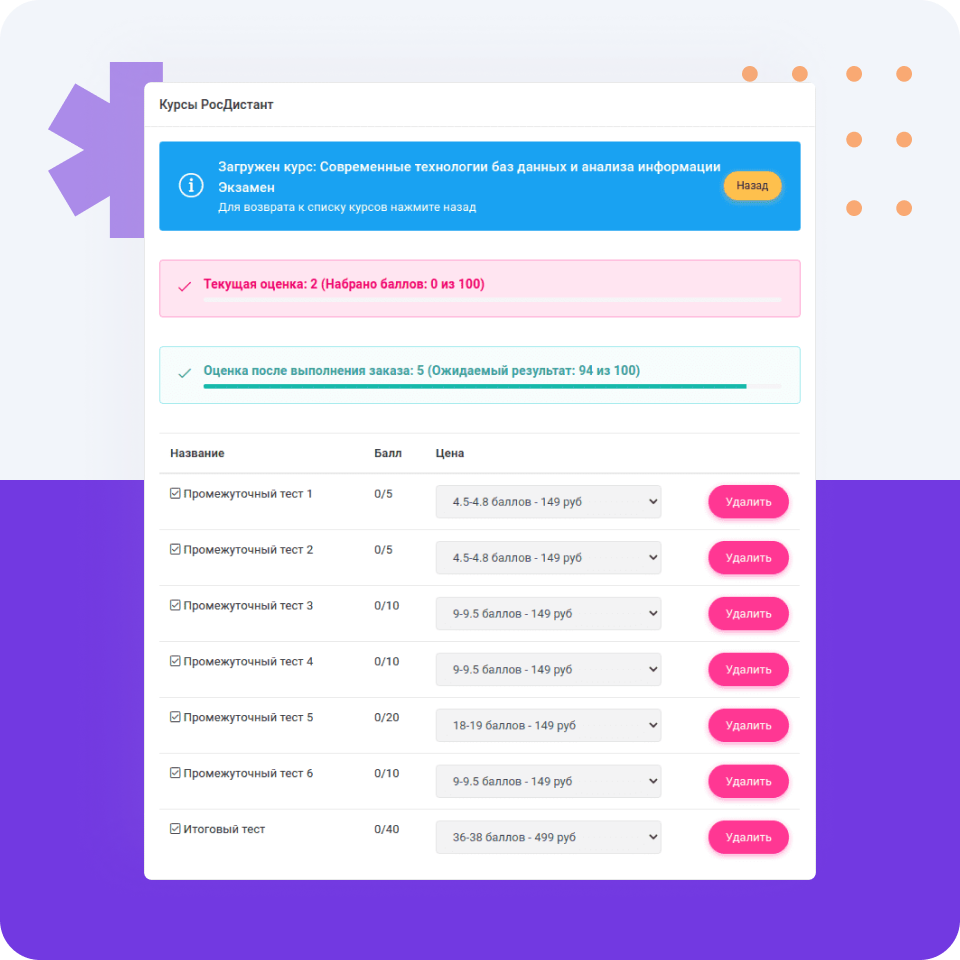 Курсы РосДистант
Загружен курс: Современные технологии баз данных и анализа информации
Экзамен
Для возврата к списку курсов нажмите назад
Назад
Текущая оценка: 2 (Набрано баллов: 0 из 100)
Оценка после выполнения заказа: 5 (Ожидаемый результат: 94 из 100)
Название Балл Цена
Промежуточный тест 1 0/5 4.5-4.8 баллов - 149 руб Удалить
Промежуточный тест 2 0/5 4.5-4.8 баллов - 149 руб Удалить
Промежуточный тест 3 0/10 9-9.5 баллов - 149 руб Удалить
Промежуточный тест 4 0/10 9-9.5 баллов - 149 руб Удалить
Промежуточный тест 5 0/20 18-19 баллов - 149 руб Удалить
Промежуточный тест 6 0/10 9-9.5 баллов - 149 руб Удалить
Итоговый тест 0/40 36-38 баллов - 499 руб Удалить